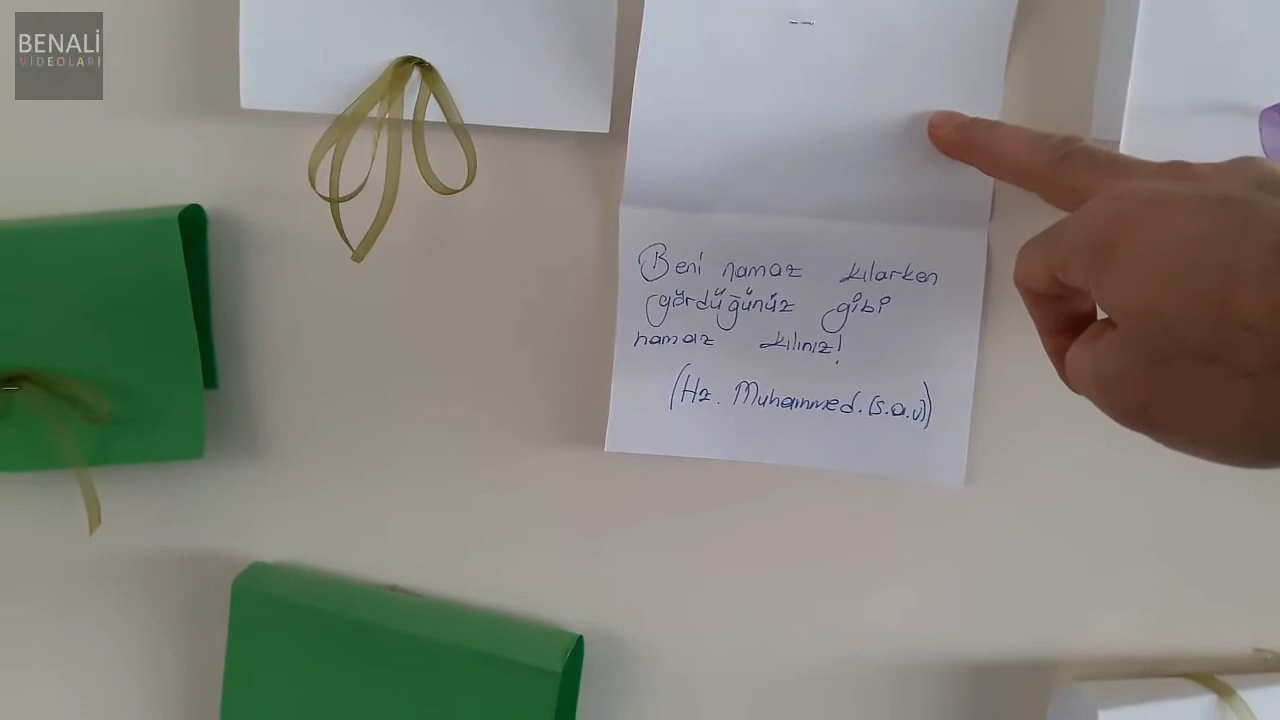 BENALİ
VİDEOLARI
Beni namaz kılarken
gördüğünüz gibi
namaz kılınız!
(Hz. Muhammed.(s.a.v))